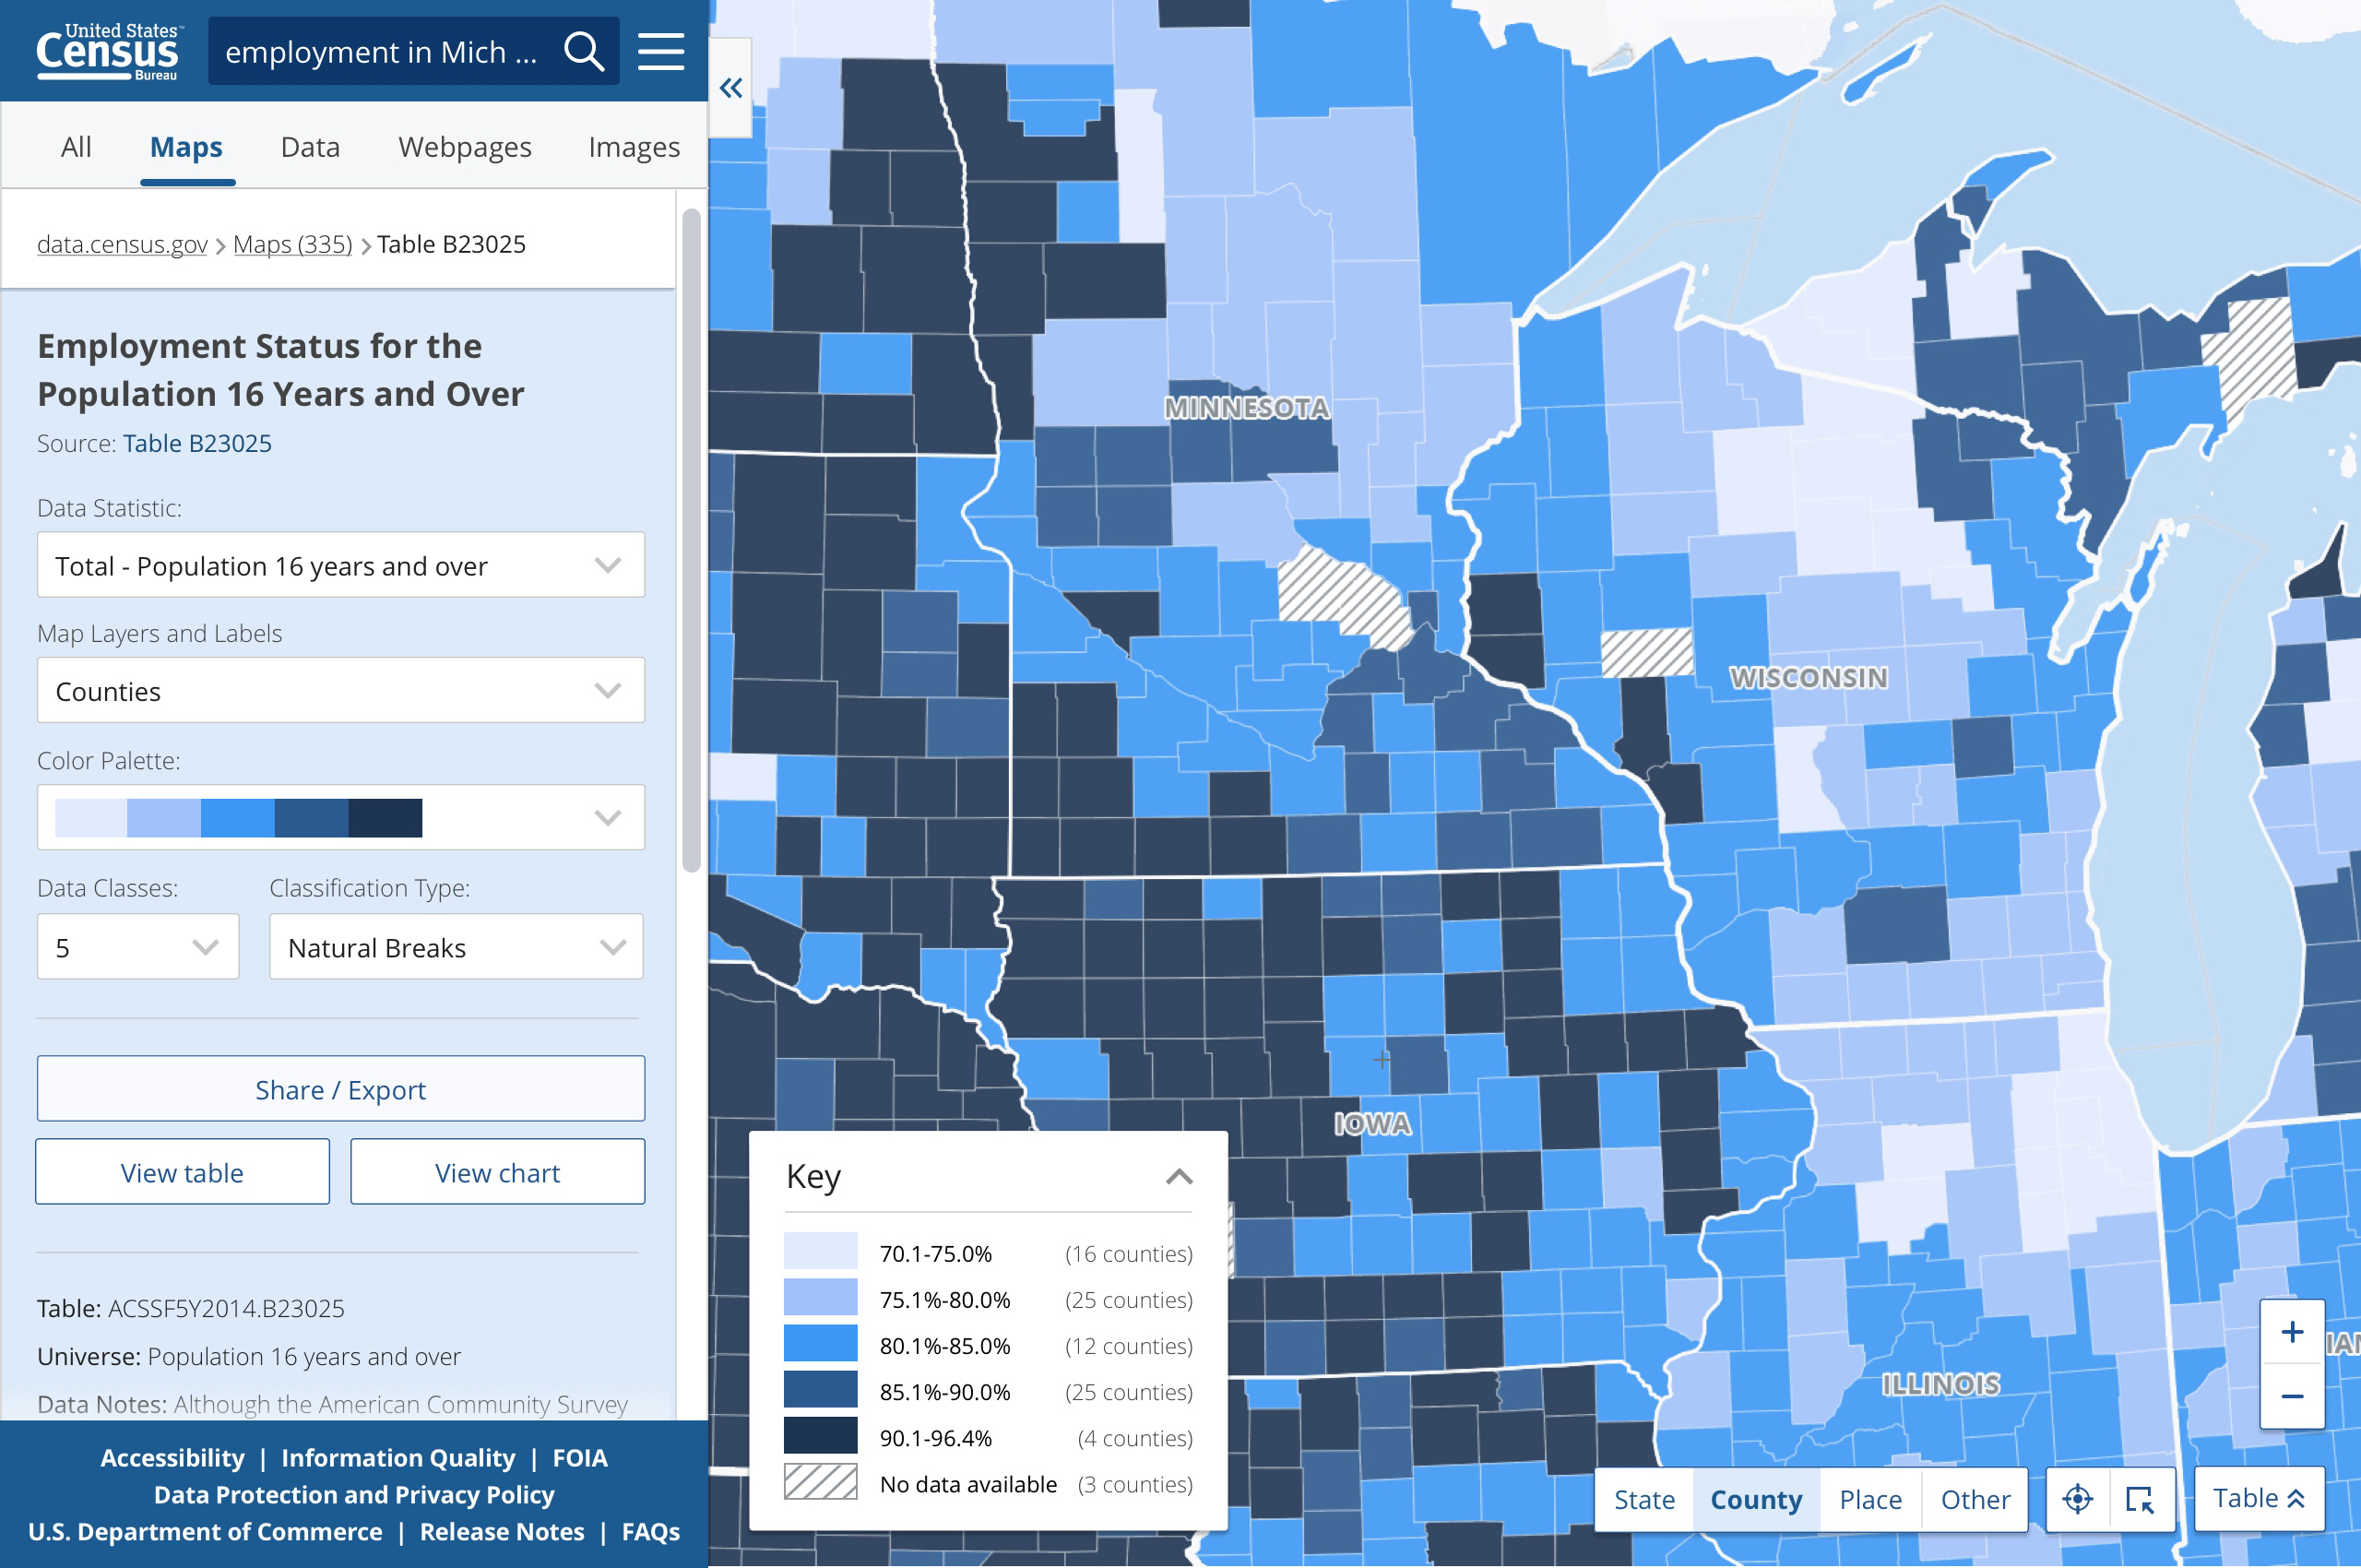 United States™
Census
Bureau
employment in Mich ...
All Maps Data Webpages Images
data.census.gov > Maps (335) > Table B23025
Employment Status for the
Population 16 Years and Over
Source: Table B23025
Data Statistic:
Total - Population 16 years and over
Map Layers and Labels
Counties
Color Palette:
Data Classes: Classification Type:
5 Natural Breaks
Share / Export
View table View chart
Table: ACSSF5Y2014.B23025
Universe: Population 16 years and over
Data Notes: Although the American Community Survey
Accessibility | Information Quality | FOIA
Data Protection and Privacy Policy
U.S. Department of Commerce | Release Notes | FAQs
MINNESOTA
WISCONSIN
IOWA
ILLINOIS
Key
70.1-75.0% (16 counties)
75.1%-80.0% (25 counties)
80.1%-85.0% (12 counties)
85.1%-90.0% (25 counties)
90.1-96.4% (4 counties)
No data available (3 counties)
+
−
State County Place Other
Table